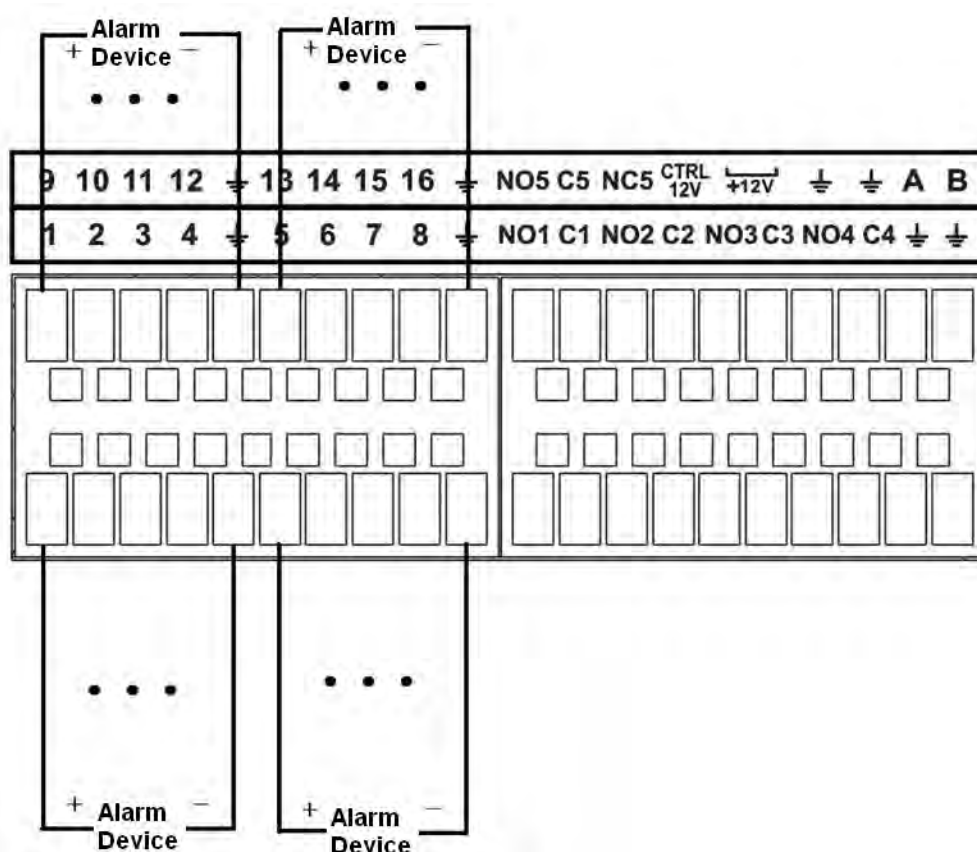 Alarm
Device
+ −
Alarm
Device
+ −
9 10 11 12 ⏚ 13 14 15 16 ⏚ NO5 C5 NC5 CTRL 12V +12V ⏚ ⏚ A B
1 2 3 4 ⏚ 5 6 7 8 ⏚ NO1 C1 NO2 C2 NO3 C3 NO4 C4 ⏚ ⏚
+ −
Alarm
Device
+ −
Alarm
Device